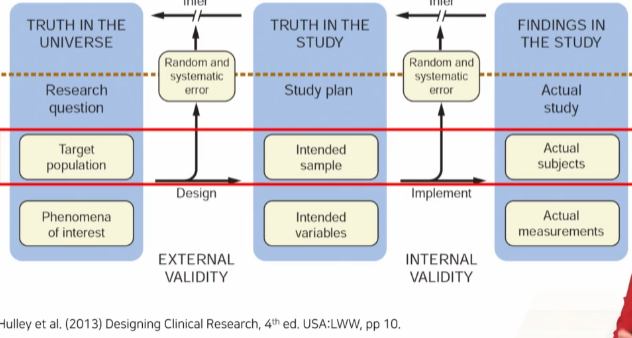 Infer
Infer
TRUTH IN THE
UNIVERSE
TRUTH IN THE
STUDY
FINDINGS IN
THE STUDY
Random and
systematic
error
Random and
systematic
error
Research
question
Study plan
Actual
study
Target
population
Intended
sample
Actual
subjects
Design
Implement
Phenomena
of interest
Intended
variables
Actual
measurements
EXTERNAL
VALIDITY
INTERNAL
VALIDITY
Hulley et al. (2013) Designing Clinical Research, 4th ed. USA:LWW, pp 10.